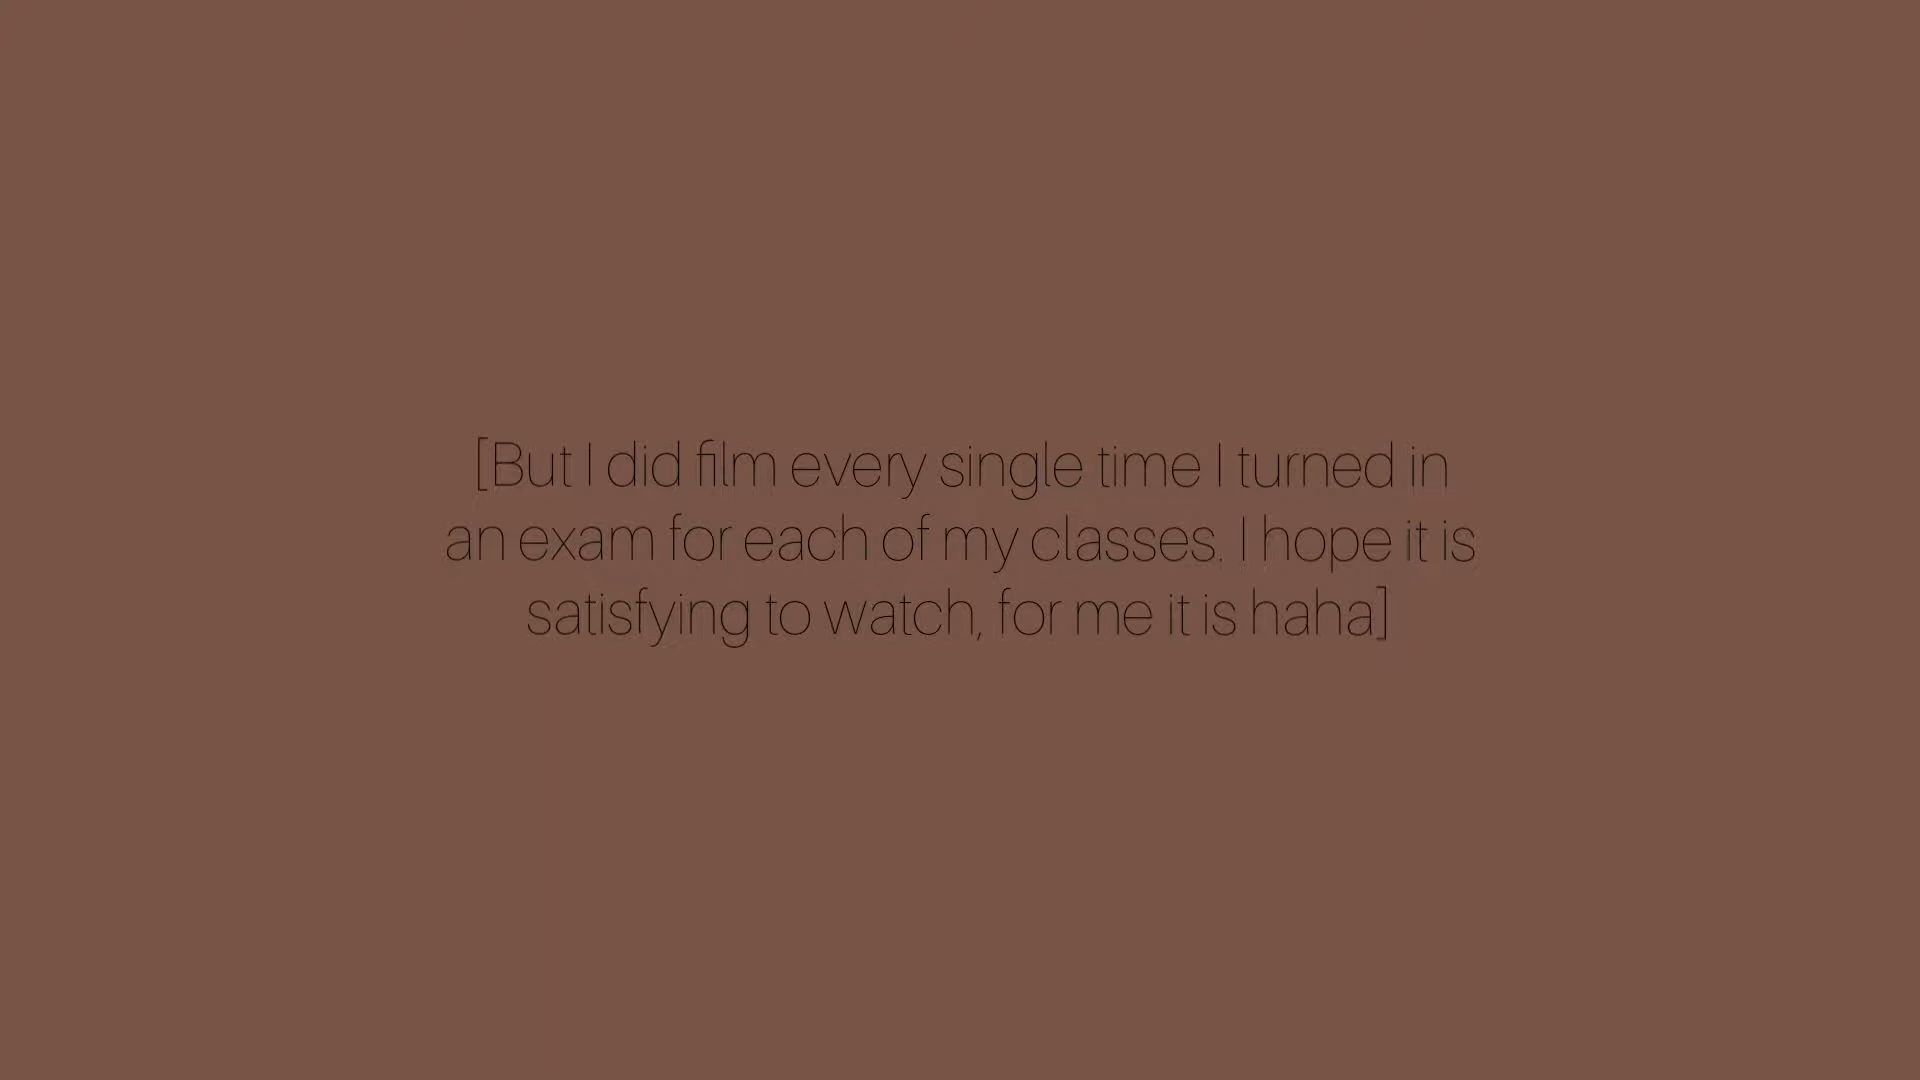 [But I did film every single time I turned in
an exam for each of my classes. I hope it is
satisfying to watch, for me it is haha]